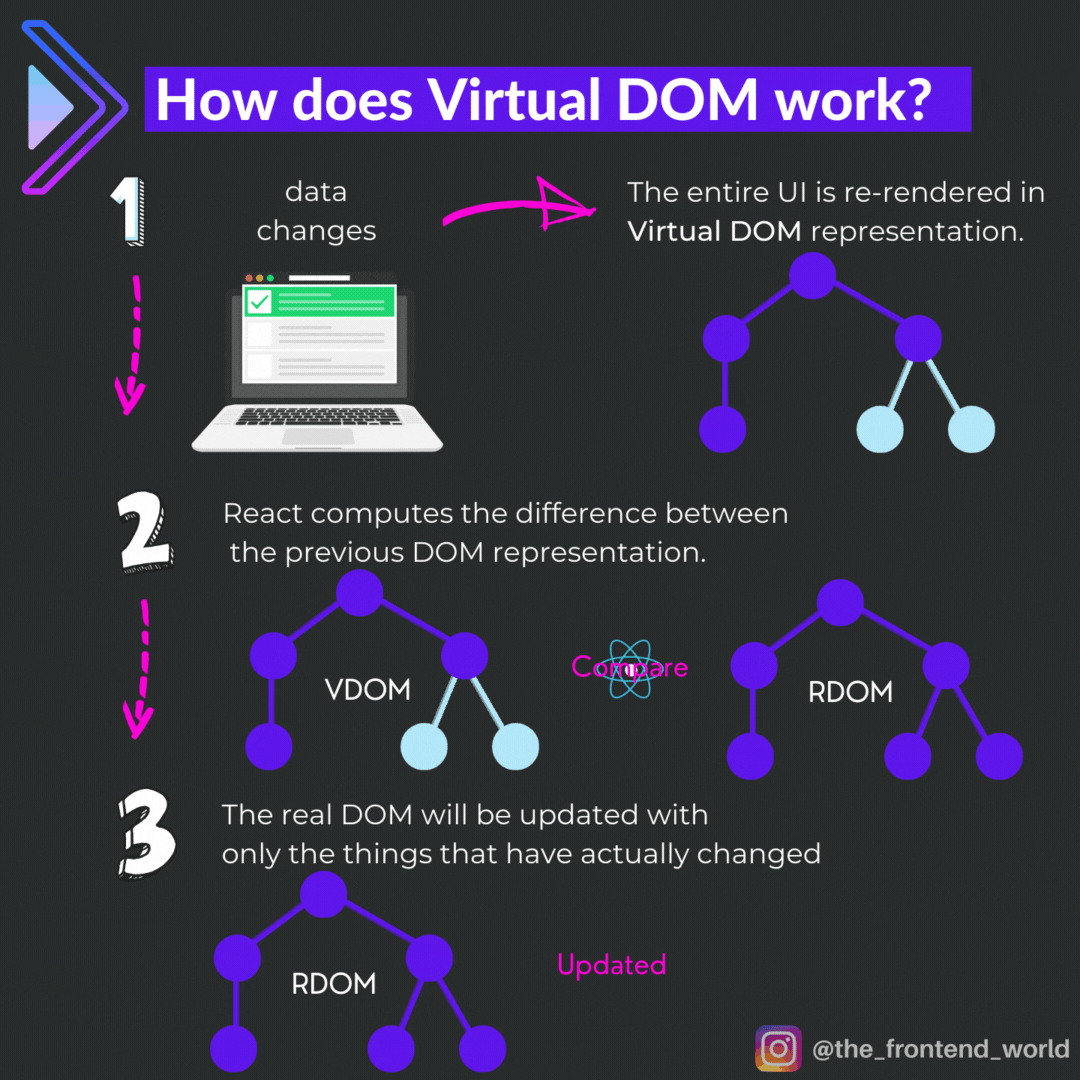 How does Virtual DOM work?
1
data
changes
The entire UI is re-rendered in
Virtual DOM representation.
2
React computes the difference between
the previous DOM representation.
VDOM
Compare
RDOM
3
The real DOM will be updated with
only the things that have actually changed
RDOM
Updated
@the_frontend_world